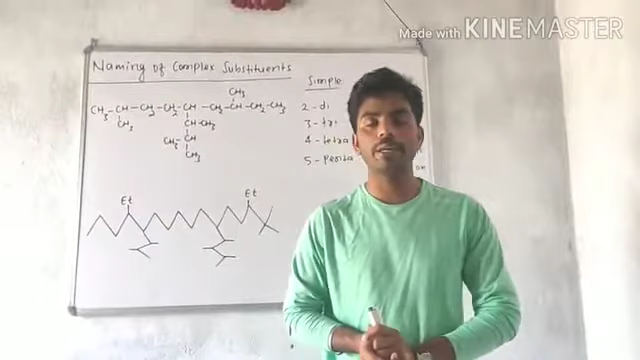 Made with KINEMASTER
Naming of Complex Substituents
Simple
CH3
CH3-CH-CH2-CH2-CH-CH2-CH-CH2-CH3
2 - di
CH3
CH-CH3
3 - tri
CH3-CH
4 - tetra
CH3
5 - penta
Et
Et